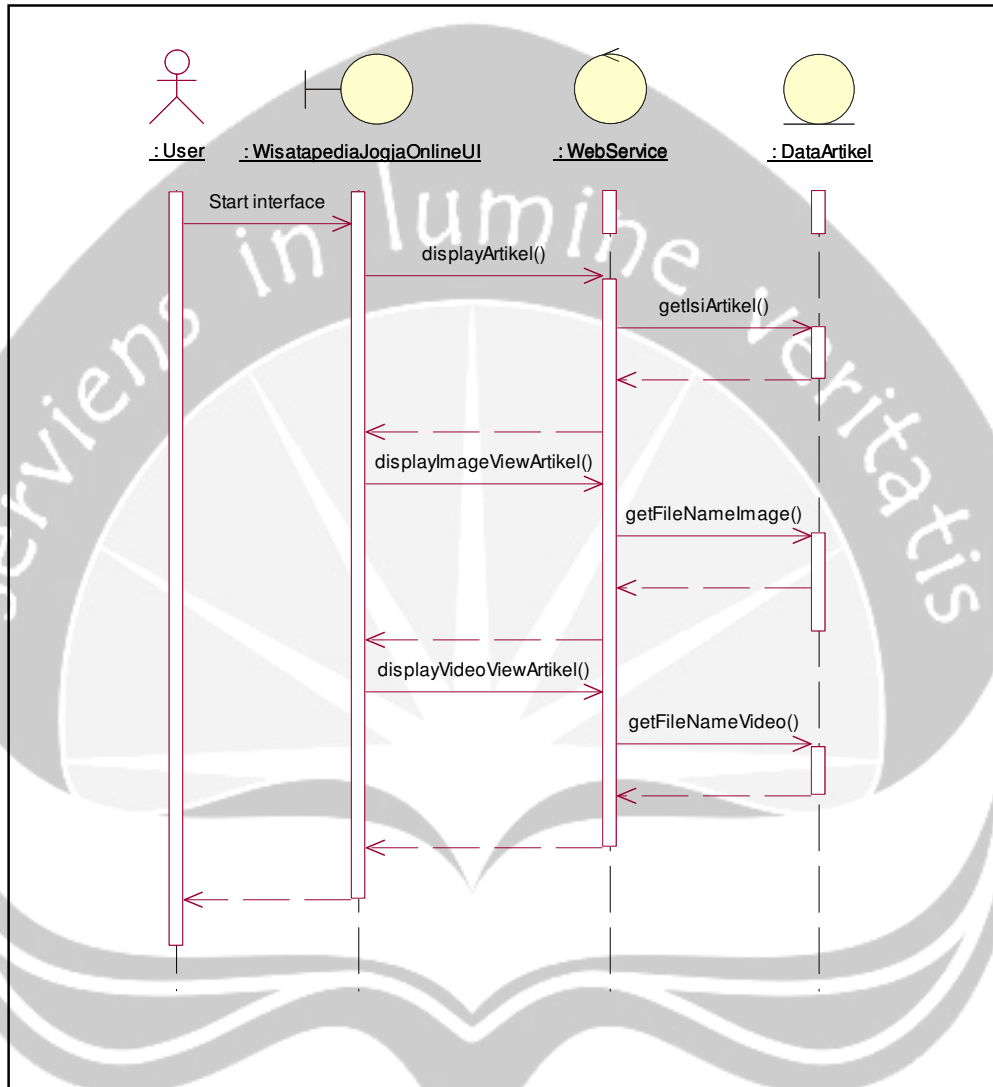 : User
: WisatapediaJogjaOnlineUI
: WebService
: DataArtikel
Start interface
displayArtikel()
getIsiArtikel()
displayImageViewArtikel()
getFileNameImage()
displayVideoViewArtikel()
getFileNameVideo()
serviens in lumine veritatis